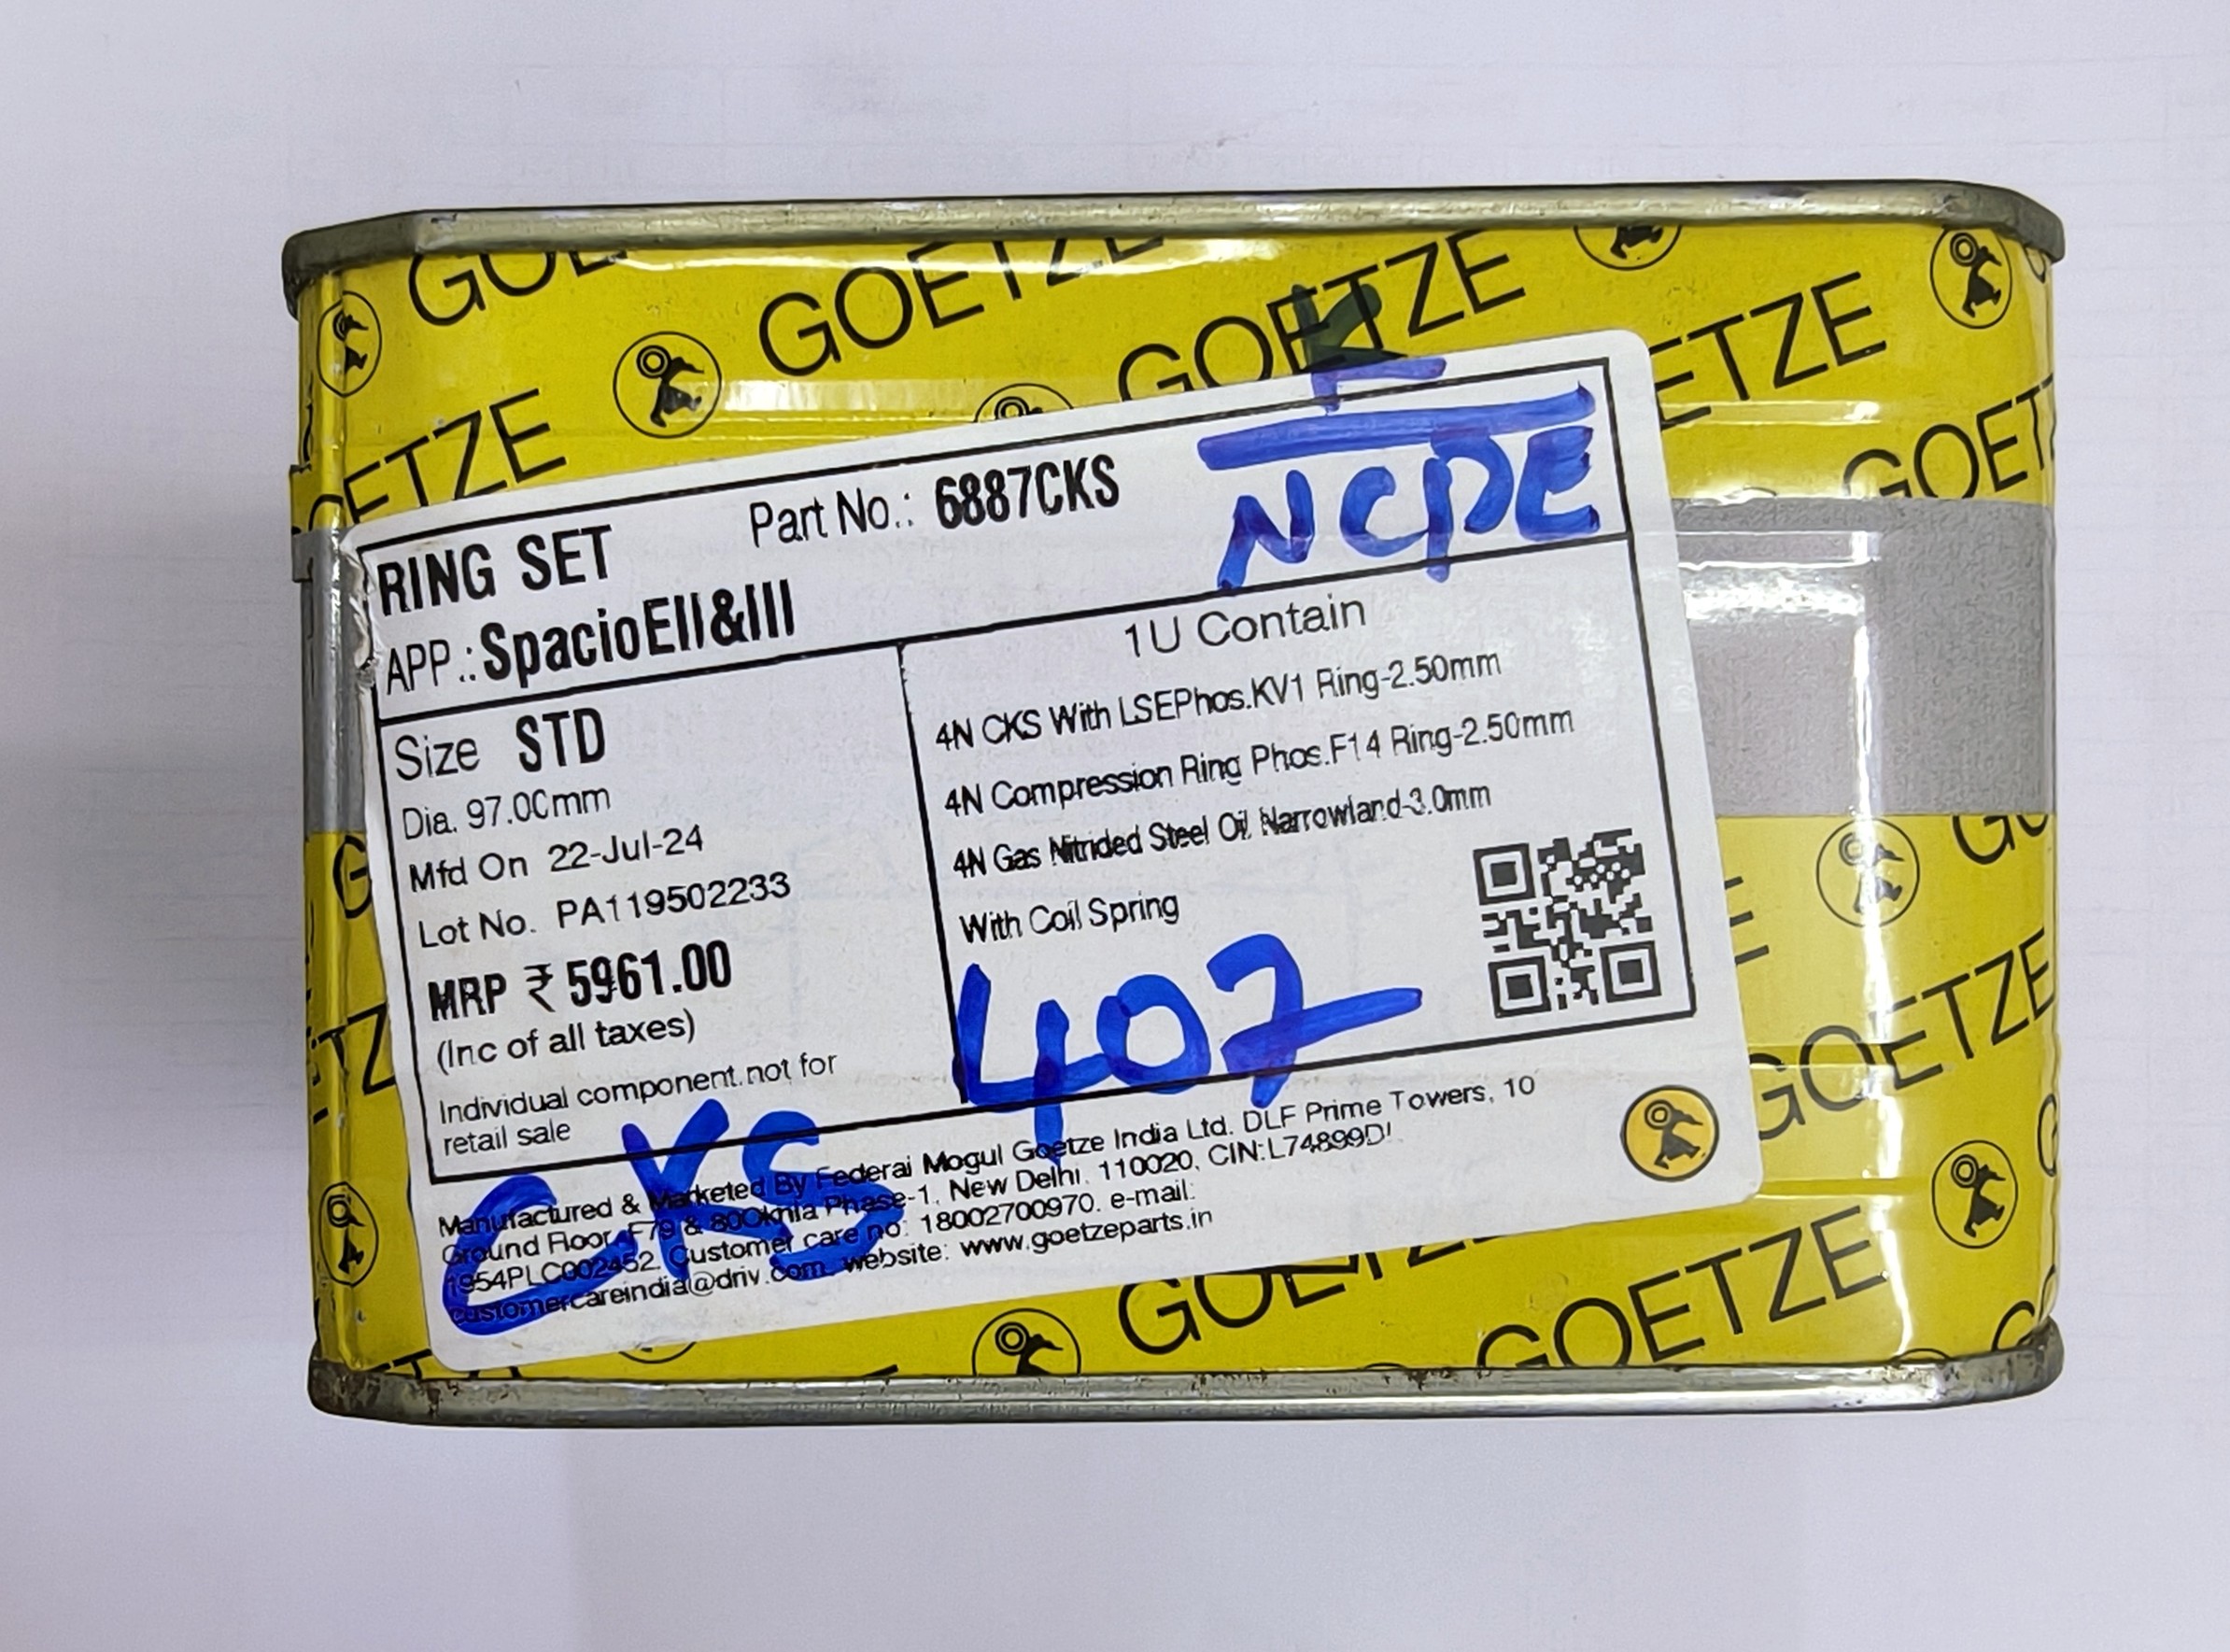 GOETZE
GOETZE
GOETZE
GOETZE
GOETZE
NCPE
RING SET Part No.: 6887CKS
APP.: SpacioEII&III
Size STD
Dia. 97.00mm
Mfd On 22-Jul-24
Lot No. PA119502233
MRP ₹ 5961.00
(Inc of all taxes)
Individual component.not for
retail sale
1U Contain
4N CKS With LSEPhos.KV1 Ring-2.50mm
4N Compression Ring Phos.F14 Ring-2.50mm
4N Gas Nitrided Steel Oil Narrowland-3.0mm
With Coil Spring
407
CKS
Manufactured & Marketed By Federal Mogul Goetze India Ltd. DLF Prime Towers, 10
Ground Floor, F79 & 80Okhla Phase-1, New Delhi. 110020, CIN:L74899D
1954PLC002452. Customer care no: 18002700970. e-mail:
customercareindia@driv.com, website: www.goetzeparts.in
GOETZE
GOETZE